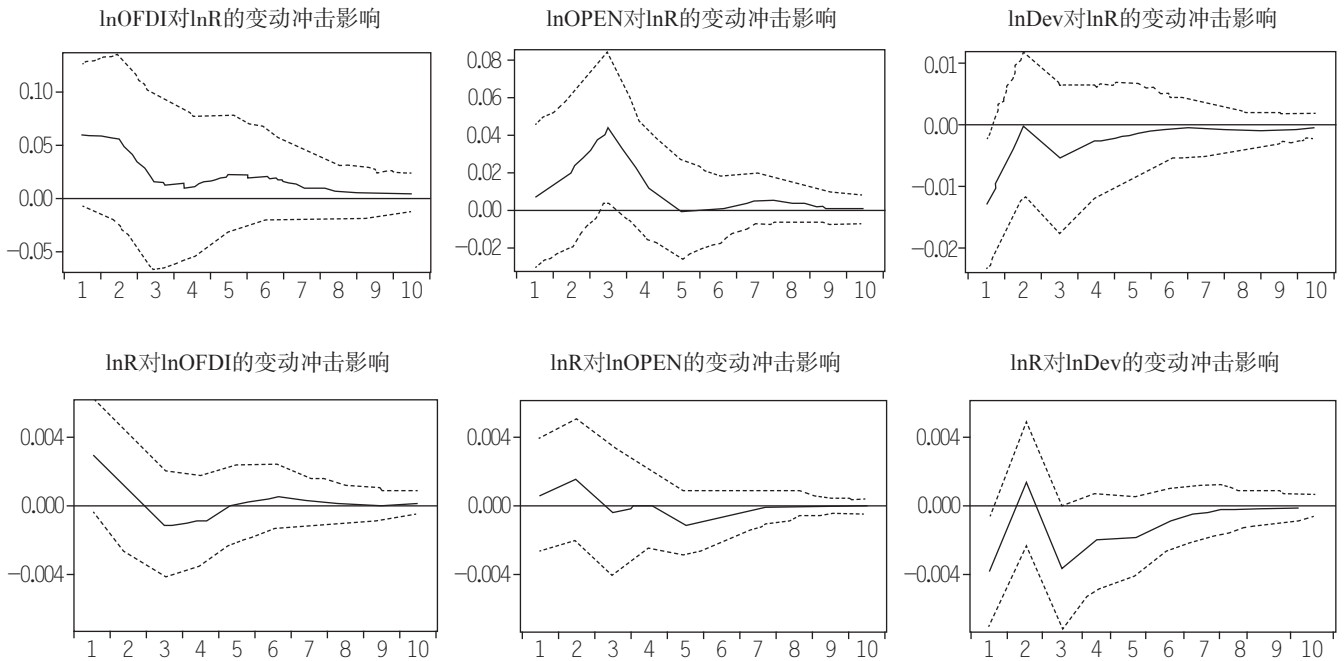 lnOFDI对lnR的变动冲击影响
0.10
0.05
0.00
−0.05
1 2 3 4 5 6 7 8 9 10
lnOPEN对lnR的变动冲击影响
0.08
0.06
0.04
0.02
0.00
−0.02
1 2 3 4 5 6 7 8 9 10
lnDev对lnR的变动冲击影响
0.01
0.00
−0.01
−0.02
1 2 3 4 5 6 7 8 9 10
lnR对lnOFDI的变动冲击影响
0.004
0.000
−0.004
1 2 3 4 5 6 7 8 9 10
lnR对lnOPEN的变动冲击影响
0.004
0.000
−0.004
1 2 3 4 5 6 7 8 9 10
lnR对lnDev的变动冲击影响
0.004
0.000
−0.004
1 2 3 4 5 6 7 8 9 10